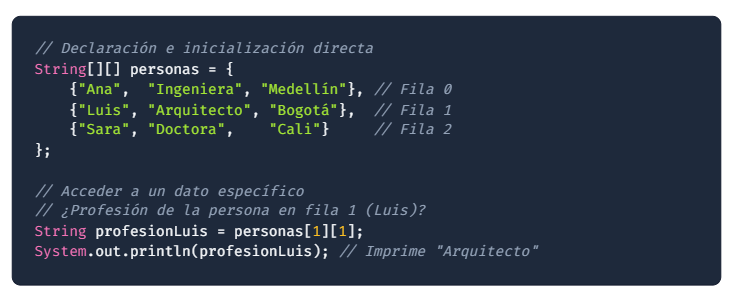 // Declaración e inicialización directa
String[][] personas = {
    {"Ana",  "Ingeniera", "Medellín"}, // Fila 0
    {"Luis", "Arquitecto", "Bogotá"},  // Fila 1
    {"Sara", "Doctora",    "Cali"}     // Fila 2
};

// Acceder a un dato específico
// ¿Profesión de la persona en fila 1 (Luis)?
String profesionLuis = personas[1][1];
System.out.println(profesionLuis); // Imprime "Arquitecto"